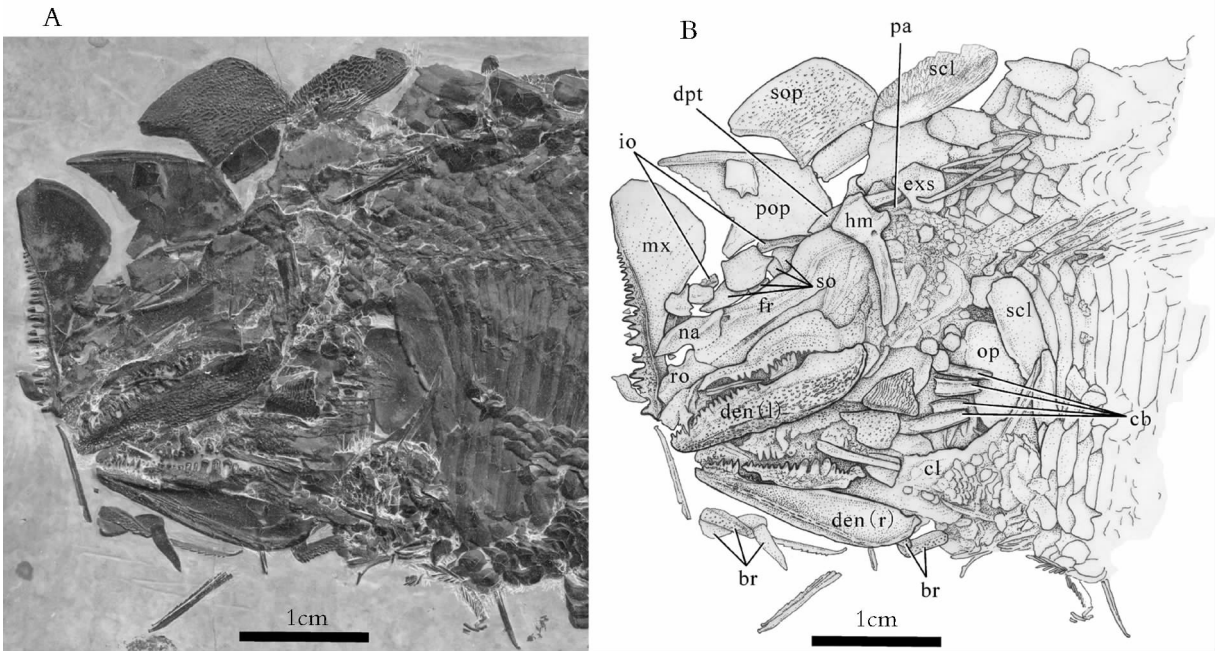 A
B
pa
scl
dpt
sop
io
exs
pop
hm
mx
so
fr
scl
na
op
ro
den(l)
cb
cl
den(r)
br
br
1cm
1cm